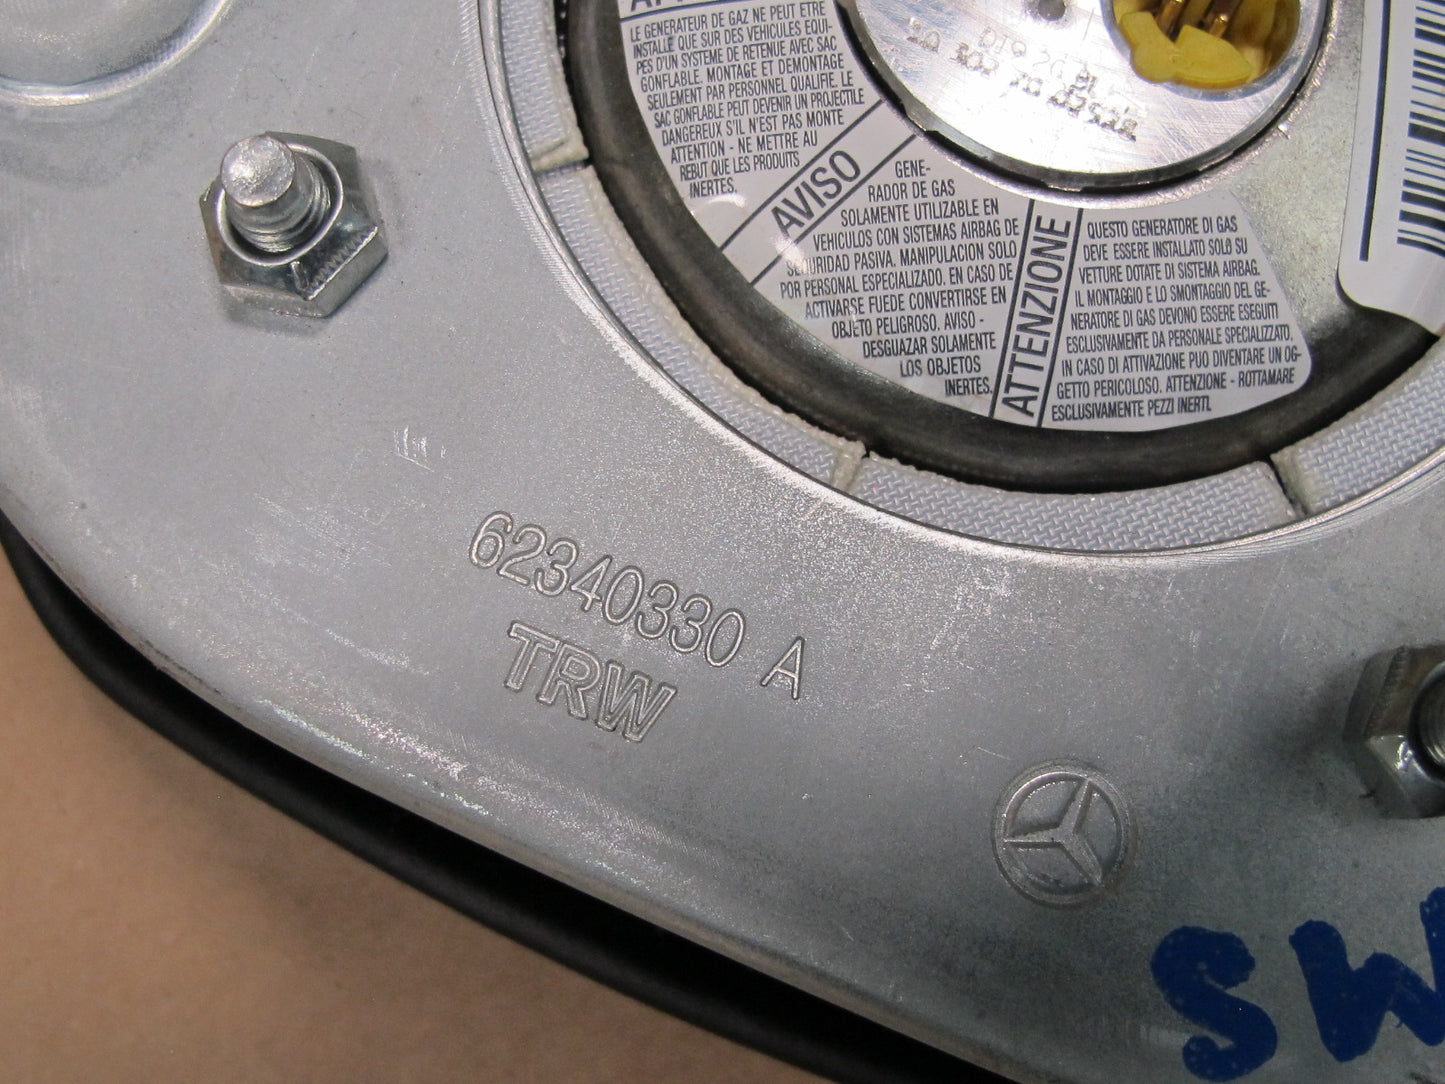 LE GENERATEUR DE GAZ NE PEUT ETRE
INSTALLE QUE SUR DES VEHICULES EQUI-
PES D'UN SYSTEME DE RETENUE AVEC SAC
GONFLABLE. MONTAGE ET DEMONTAGE
SEULEMENT PAR PERSONNEL QUALIFIE. LE
SAC GONFLABLE PEUT DEVENIR UN PROJECTILE
DANGEREUX S'IL N'EST PAS MONTE
ATTENTION - NE METTRE AU
REBUT QUE LES PRODUITS
INERTES.
AVISO
GENE-
RADOR DE GAS
SOLAMENTE UTILIZABLE EN
VEHICULOS CON SISTEMAS AIRBAG DE
SEGURIDAD PASIVA. MANIPULACION SOLO
POR PERSONAL ESPECIALIZADO. EN CASO DE
ACTIVARSE FUEDE CONVERTIRSE EN
OBJETO PELIGROSO. AVISO -
DESGUAZAR SOLAMENTE
LOS OBJETOS
INERTES.
ATTENZIONE
QUESTO GENERATORE DI GAS
DEVE ESSERE INSTALLATO SOLO SU
VETTURE DOTATE DI SISTEMA AIRBAG.
IL MONTAGGIO E LO SMONTAGGIO DEL GE-
NERATORE DI GAS DEVONO ESSERE ESEGUITI
ESCLUSIVAMENTE DA PERSONALE SPECIALIZZATO.
IN CASO DI ATTIVAZIONE PUO DIVENTARE UN OG-
GETTO PERICOLOSO. ATTENZIONE - ROTTAMARE
ESCLUSIVAMENTE PEZZI INERTI.
62340330 A
TRW
SW